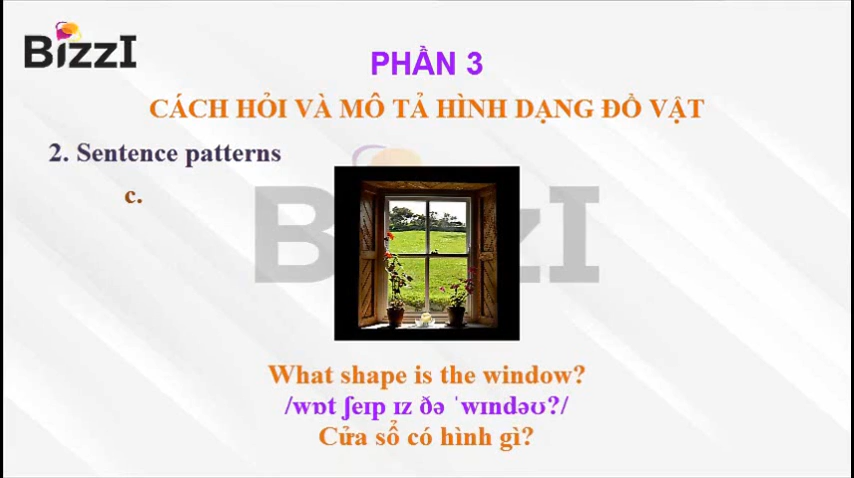 BizzI
PHẦN 3
CÁCH HỎI VÀ MÔ TẢ HÌNH DẠNG ĐỒ VẬT
2. Sentence patterns
c.
What shape is the window?
/wɒt ʃeɪp ɪz ðə ˈwɪndəʊ?/
Cửa sổ có hình gì?